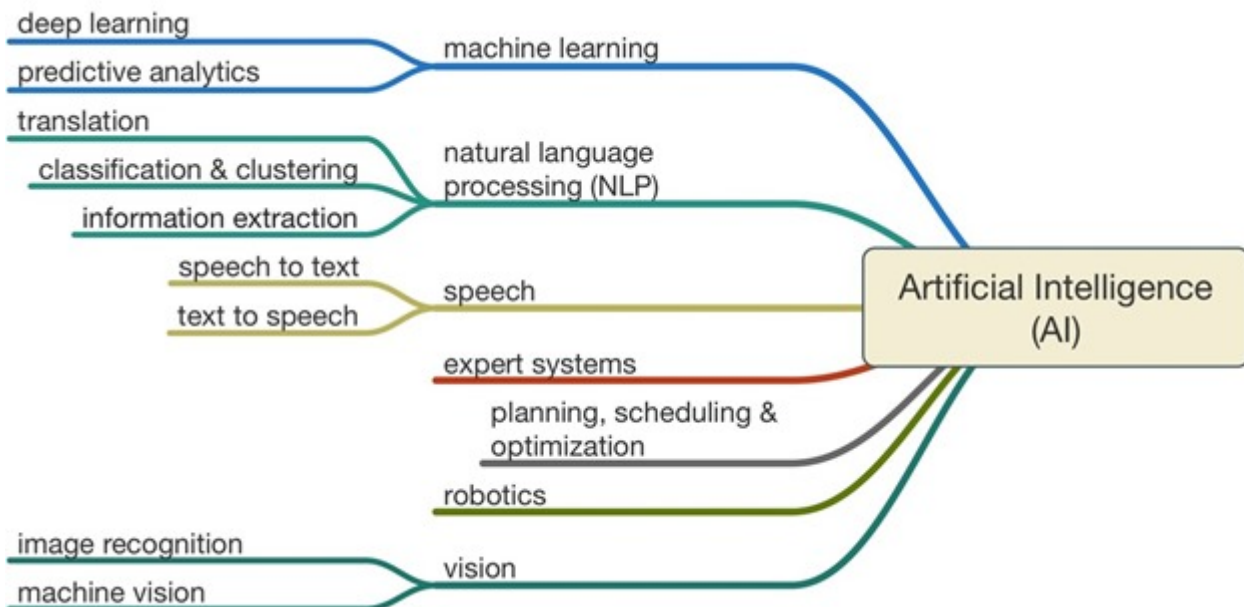 deep learning
machine learning
predictive analytics
translation
natural language
processing (NLP)
classification & clustering
information extraction
speech to text
speech
text to speech
Artificial Intelligence
(AI)
expert systems
planning, scheduling &
optimization
robotics
image recognition
vision
machine vision